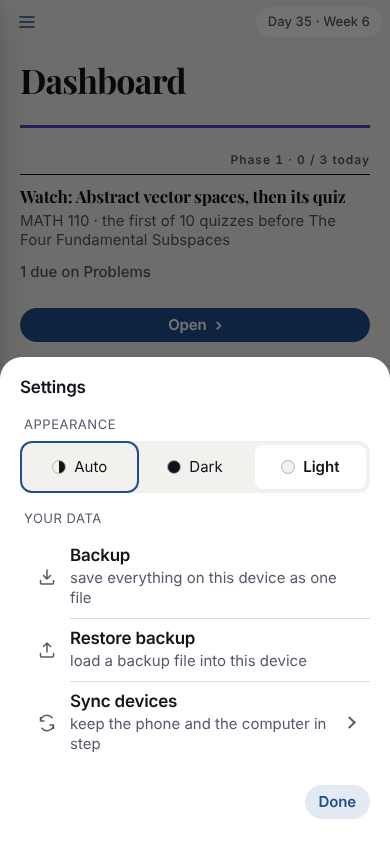 Day 35 · Week 6
Dashboard
Phase 1 · 0 / 3 today
Watch: Abstract vector spaces, then its quiz
MATH 110 · the first of 10 quizzes before The
Four Fundamental Subspaces
1 due on Problems
Open
Settings
APPEARANCE
Auto
Dark
Light
YOUR DATA
Backup
save everything on this device as one
file
Restore backup
load a backup file into this device
Sync devices
keep the phone and the computer in
step
Done